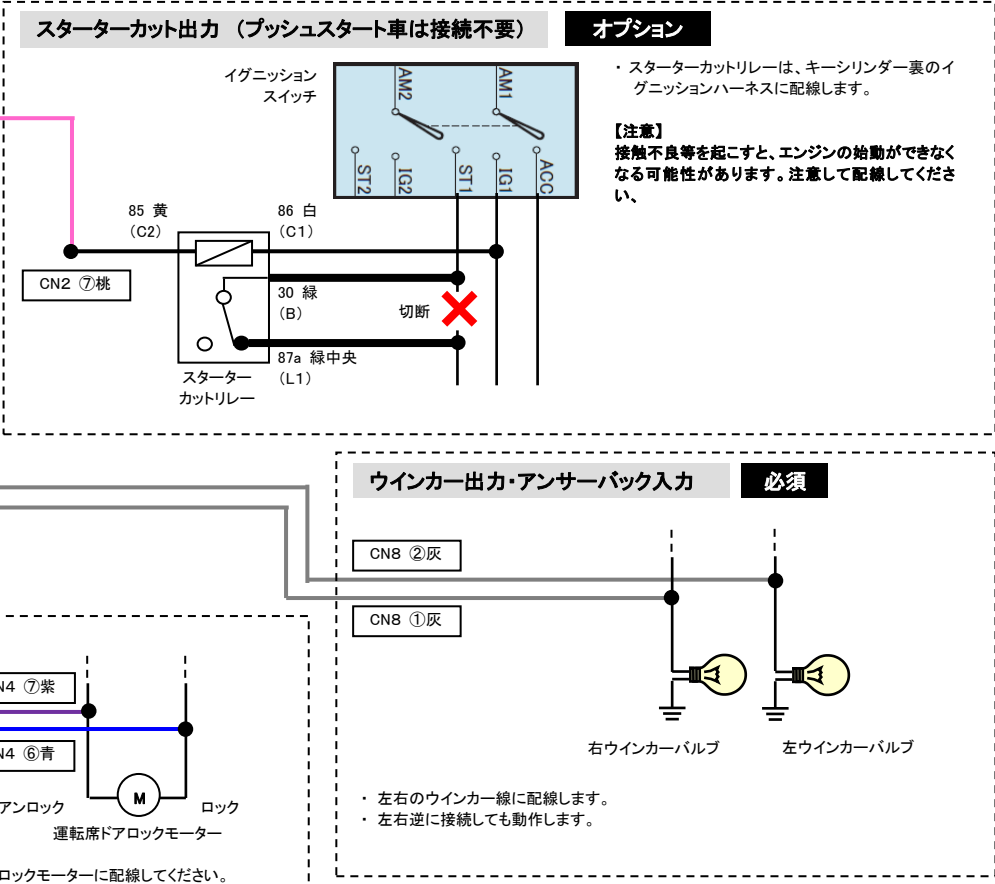 スターターカット出力 （プッシュスタート車は接続不要）
オプション
イグニッション
スイッチ
AM2
AM1
ST2
IG2
ST1
IG1
ACC
・ スターターカットリレーは、キーシリンダー裏のイ
グニッションハーネスに配線します。
【注意】
接触不良等を起こすと、エンジンの始動ができなく
なる可能性があります。注意して配線してくださ
い、
85 黄
（C2）
86 白
（C1）
CN2 ⑦桃
30 緑
（B）
切断
87a 緑中央
（L1）
スターター
カットリレー
ウインカー出力・アンサーバック入力
必須
CN8 ②灰
CN8 ①灰
右ウインカーバルブ
左ウインカーバルブ
・ 左右のウインカー線に配線します。
・ 左右逆に接続しても動作します。
N4 ⑦紫
N4 ⑥青
アンロック
M
ロック
運転席ドアロックモーター
ロックモーターに配線してください。